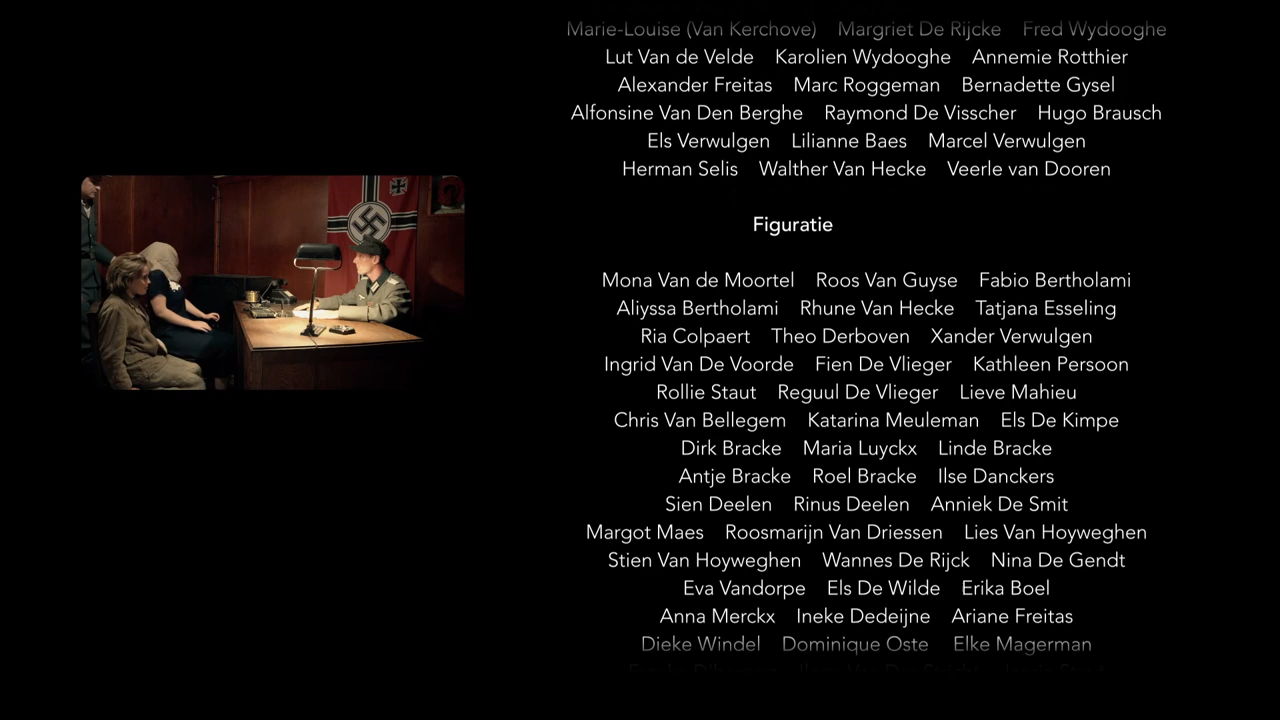 Marie-Louise (Van Kerchove) Margriet De Rijcke Fred Wydooghe
Lut Van de Velde Karolien Wydooghe Annemie Rotthier
Alexander Freitas Marc Roggeman Bernadette Gysel
Alfonsine Van Den Berghe Raymond De Visscher Hugo Brausch
Els Verwulgen Lilianne Baes Marcel Verwulgen
Herman Selis Walther Van Hecke Veerle van Dooren
Figuratie
Mona Van de Moortel Roos Van Guyse Fabio Bertholami
Aliyssa Bertholami Rhune Van Hecke Tatjana Esseling
Ria Colpaert Theo Derboven Xander Verwulgen
Ingrid Van De Voorde Fien De Vlieger Kathleen Persoon
Rollie Staut Reguul De Vlieger Lieve Mahieu
Chris Van Bellegem Katarina Meuleman Els De Kimpe
Dirk Bracke Maria Luyckx Linde Bracke
Antje Bracke Roel Bracke Ilse Danckers
Sien Deelen Rinus Deelen Anniek De Smit
Margot Maes Roosmarijn Van Driessen Lies Van Hoyweghen
Stien Van Hoyweghen Wannes De Rijck Nina De Gendt
Eva Vandorpe Els De Wilde Erika Boel
Anna Merckx Ineke Dedeijne Ariane Freitas
Dieke Windel Dominique Oste Elke Magerman